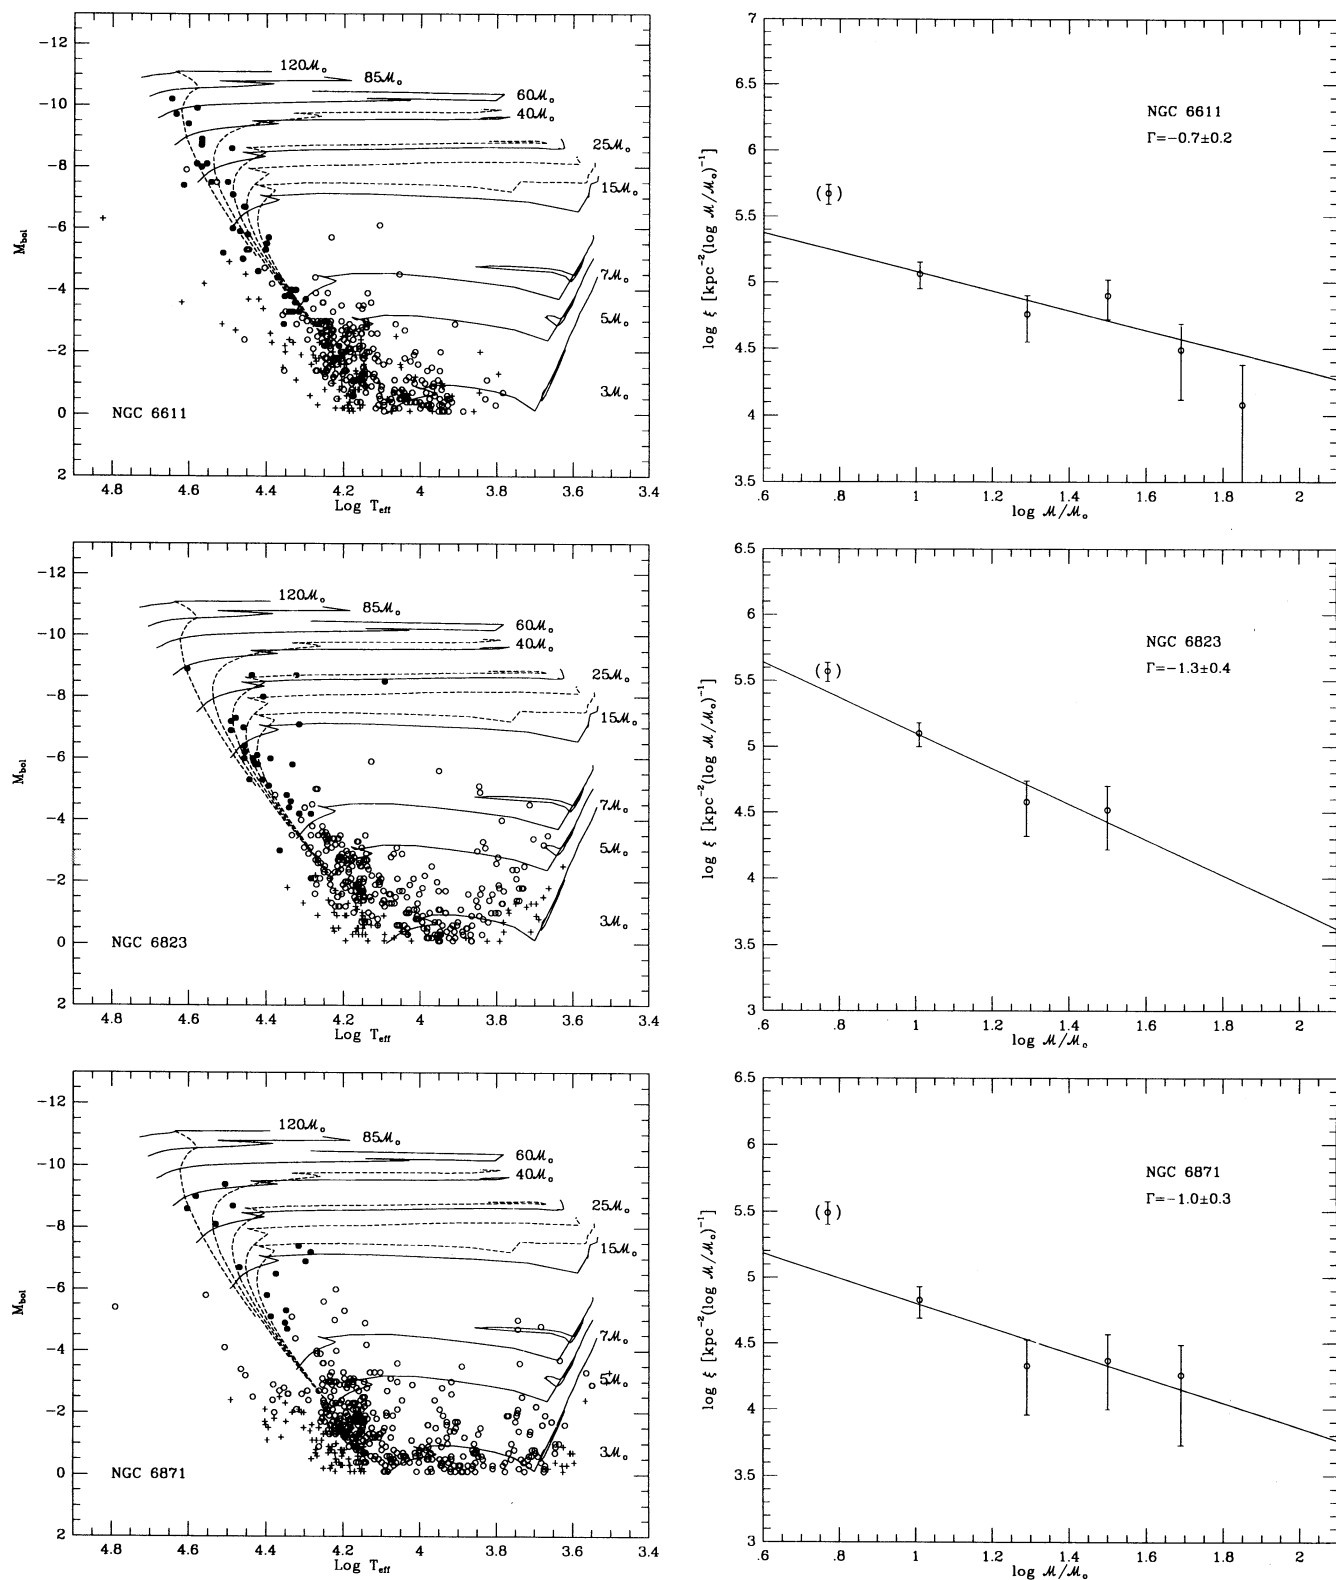 -12
-10
-8
-6
-4
-2
0
2
M_bol
120ℳ☉
85ℳ☉
60ℳ☉
40ℳ☉
25ℳ☉
15ℳ☉
7ℳ☉
5ℳ☉
3ℳ☉
NGC 6611
4.8 4.6 4.4 4.2 4 3.8 3.6 3.4
Log T_eff
7
6.5
6
5.5
5
4.5
4
3.5
log ξ [kpc⁻²(log ℳ/ℳ☉)⁻¹]
NGC 6611
Γ=-0.7±0.2
( )
.6 .8 1 1.2 1.4 1.6 1.8 2
log ℳ/ℳ☉
-12
-10
-8
-6
-4
-2
0
2
M_bol
120ℳ☉
85ℳ☉
60ℳ☉
40ℳ☉
25ℳ☉
15ℳ☉
7ℳ☉
5ℳ☉
3ℳ☉
NGC 6823
4.8 4.6 4.4 4.2 4 3.8 3.6 3.4
Log T_eff
6.5
6
5.5
5
4.5
4
3.5
3
log ξ [kpc⁻²(log ℳ/ℳ☉)⁻¹]
NGC 6823
Γ=-1.3±0.4
( )
.6 .8 1 1.2 1.4 1.6 1.8 2
log ℳ/ℳ☉
-12
-10
-8
-6
-4
-2
0
2
M_bol
120ℳ☉
85ℳ☉
60ℳ☉
40ℳ☉
25ℳ☉
15ℳ☉
7ℳ☉
5ℳ☉
3ℳ☉
NGC 6871
4.8 4.6 4.4 4.2 4 3.8 3.6 3.4
Log T_eff
6.5
6
5.5
5
4.5
4
3.5
3
log ξ [kpc⁻²(log ℳ/ℳ☉)⁻¹]
NGC 6871
Γ=-1.0±0.3
( )
.6 .8 1 1.2 1.4 1.6 1.8 2
log ℳ/ℳ☉